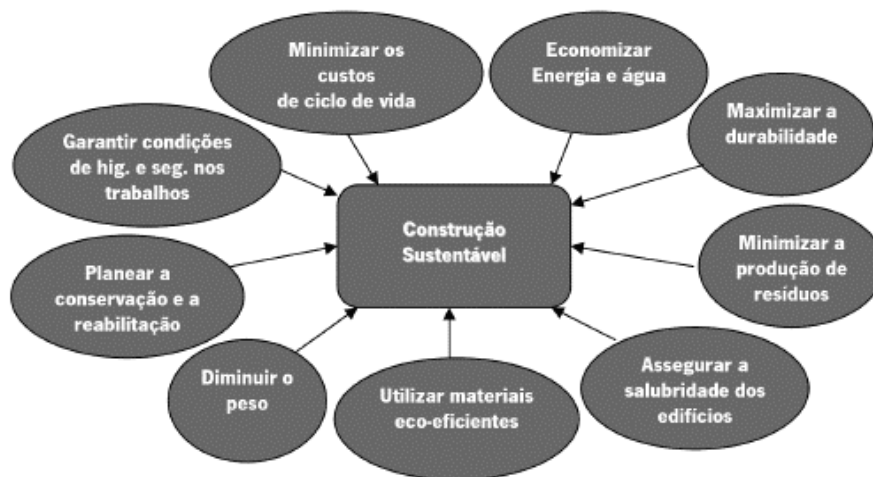 Minimizar os
custos
de ciclo de vida
Economizar
Energia e água
Maximizar a
durabilidade
Garantir condições
de hig. e seg. nos
trabalhos
Construção
Sustentável
Minimizar a
produção de
resíduos
Planear a
conservação e a
reabilitação
Diminuir o
peso
Utilizar materiais
eco-eficientes
Assegurar a
salubridade dos
edifícios